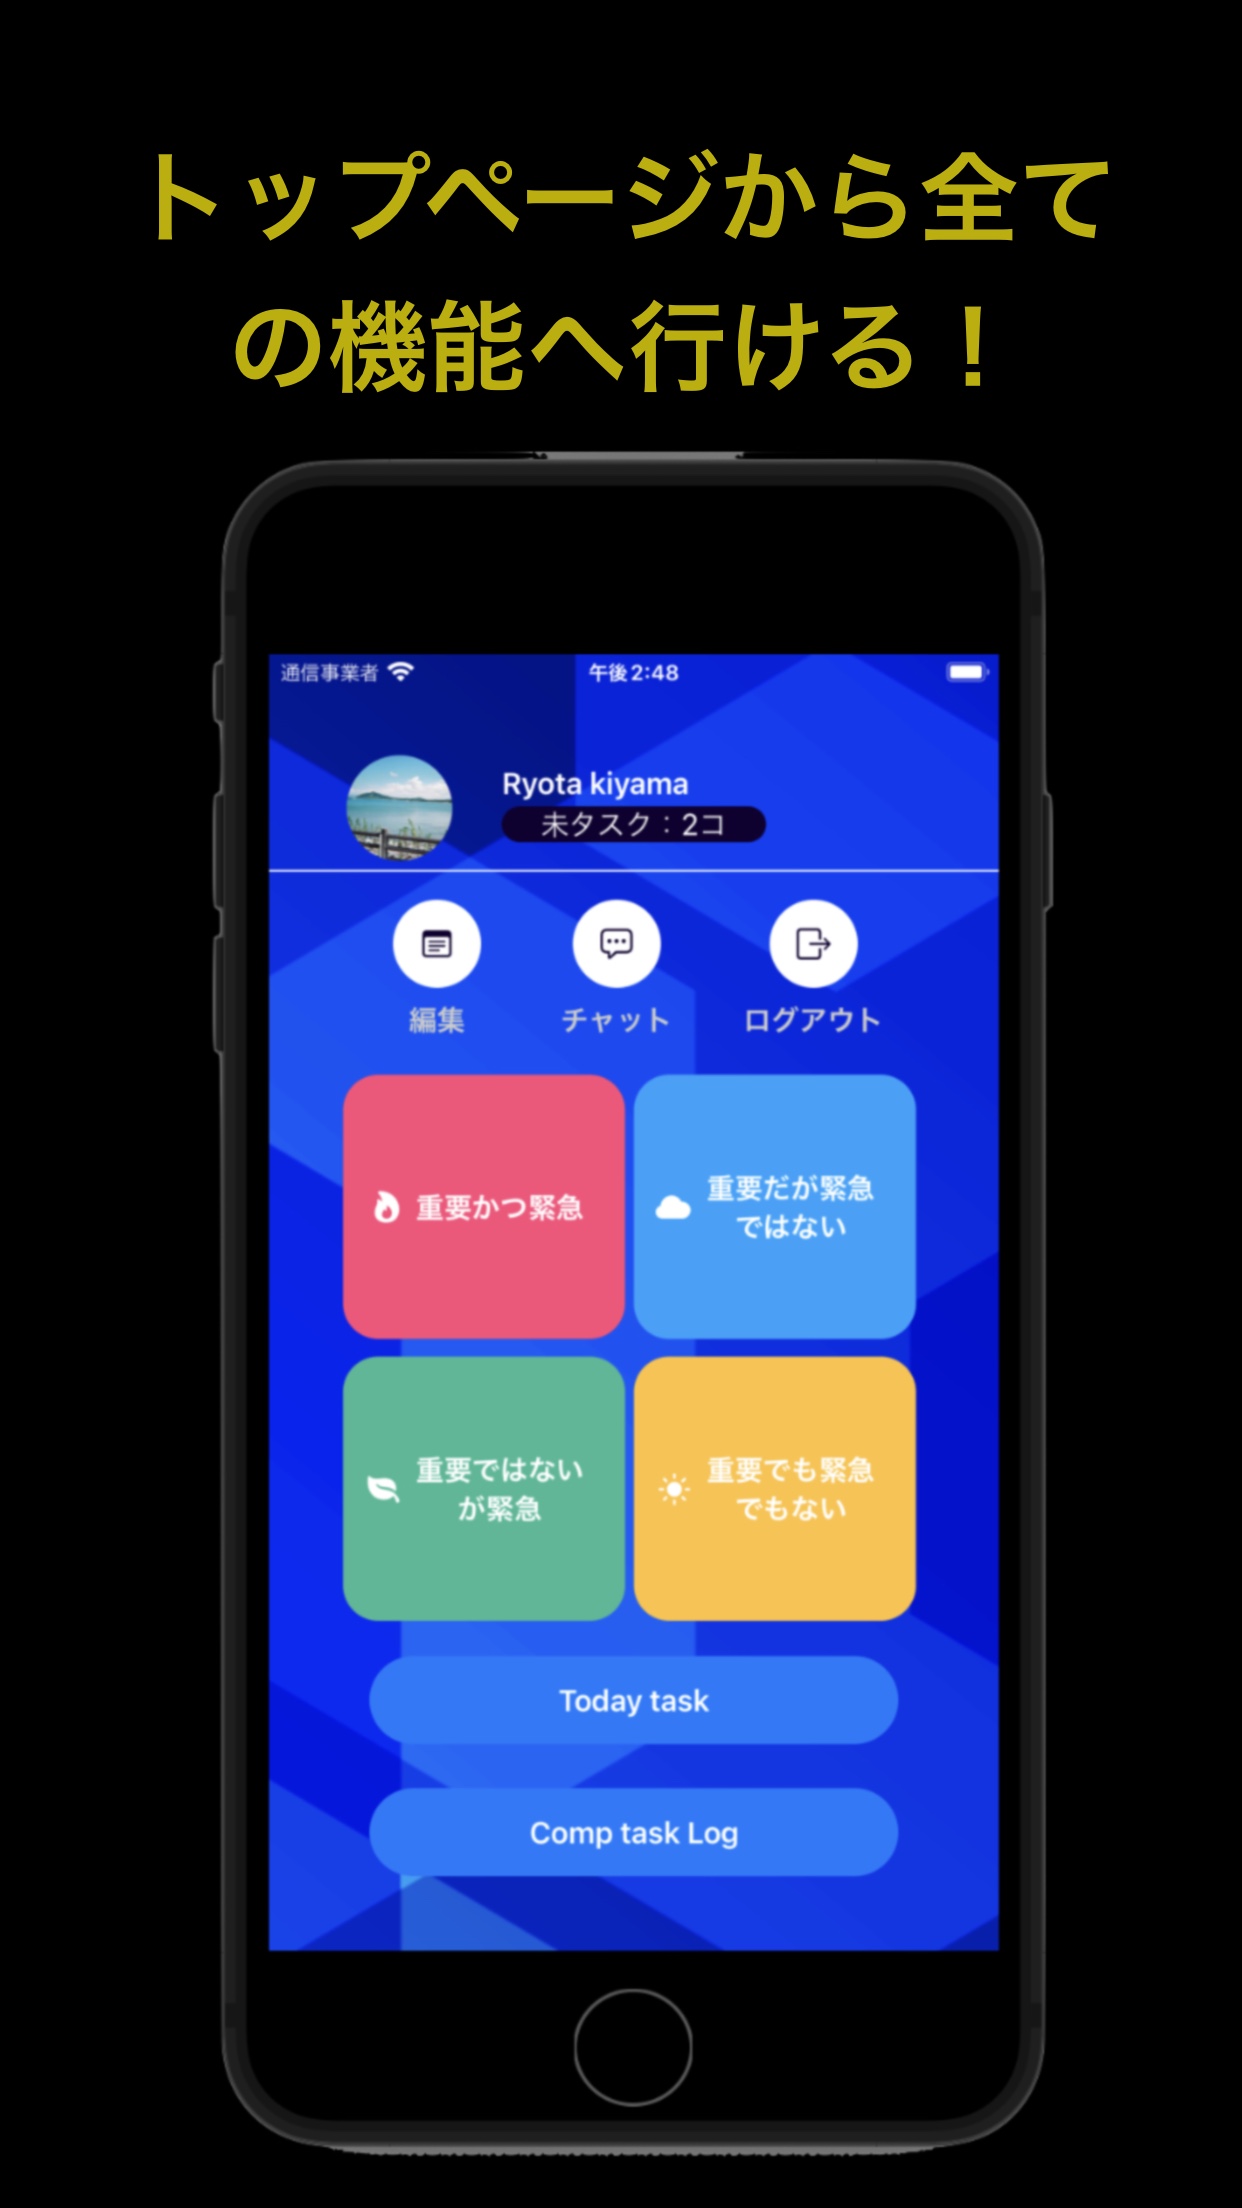 トップページから全て
の機能へ行ける！
通信事業者
午後2:48
Ryota kiyama
未タスク：2コ
編集
チャット
ログアウト
重要かつ緊急
重要だが緊急
ではない
重要ではない
が緊急
重要でも緊急
でもない
Today task
Comp task Log